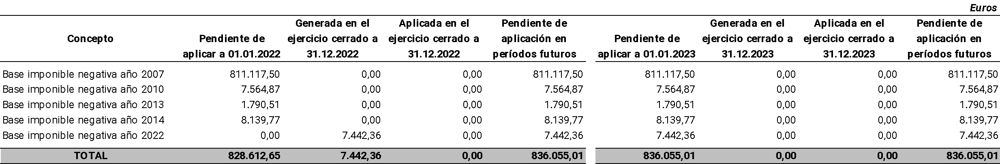 Euros
Generada en el Aplicada en el Pendiente de Generada en el Aplicada en el Pendiente de
Concepto Pendiente de ejercicio cerrado a ejercicio cerrado a aplicación en Pendiente de ejercicio cerrado a ejercicio cerrado a aplicación en
aplicar a 01.01.2022 31.12.2022 31.12.2022 períodos futuros aplicar a 01.01.2023 31.12.2023 31.12.2023 períodos futuros
Base imponible negativa año 2007 811.117,50 0,00 0,00 811.117,50 811.117,50 0,00 0,00 811.117,50
Base imponible negativa año 2010 7.564,87 0,00 0,00 7.564,87 7.564,87 0,00 0,00 7.564,87
Base imponible negativa año 2013 1.790,51 0,00 0,00 1.790,51 1.790,51 0,00 0,00 1.790,51
Base imponible negativa año 2014 8.139,77 0,00 0,00 8.139,77 8.139,77 0,00 0,00 8.139,77
Base imponible negativa año 2022 0,00 7.442,36 0,00 7.442,36 7.442,36 0,00 0,00 7.442,36
TOTAL 828.612,65 7.442,36 0,00 836.055,01 836.055,01 0,00 0,00 836.055,01